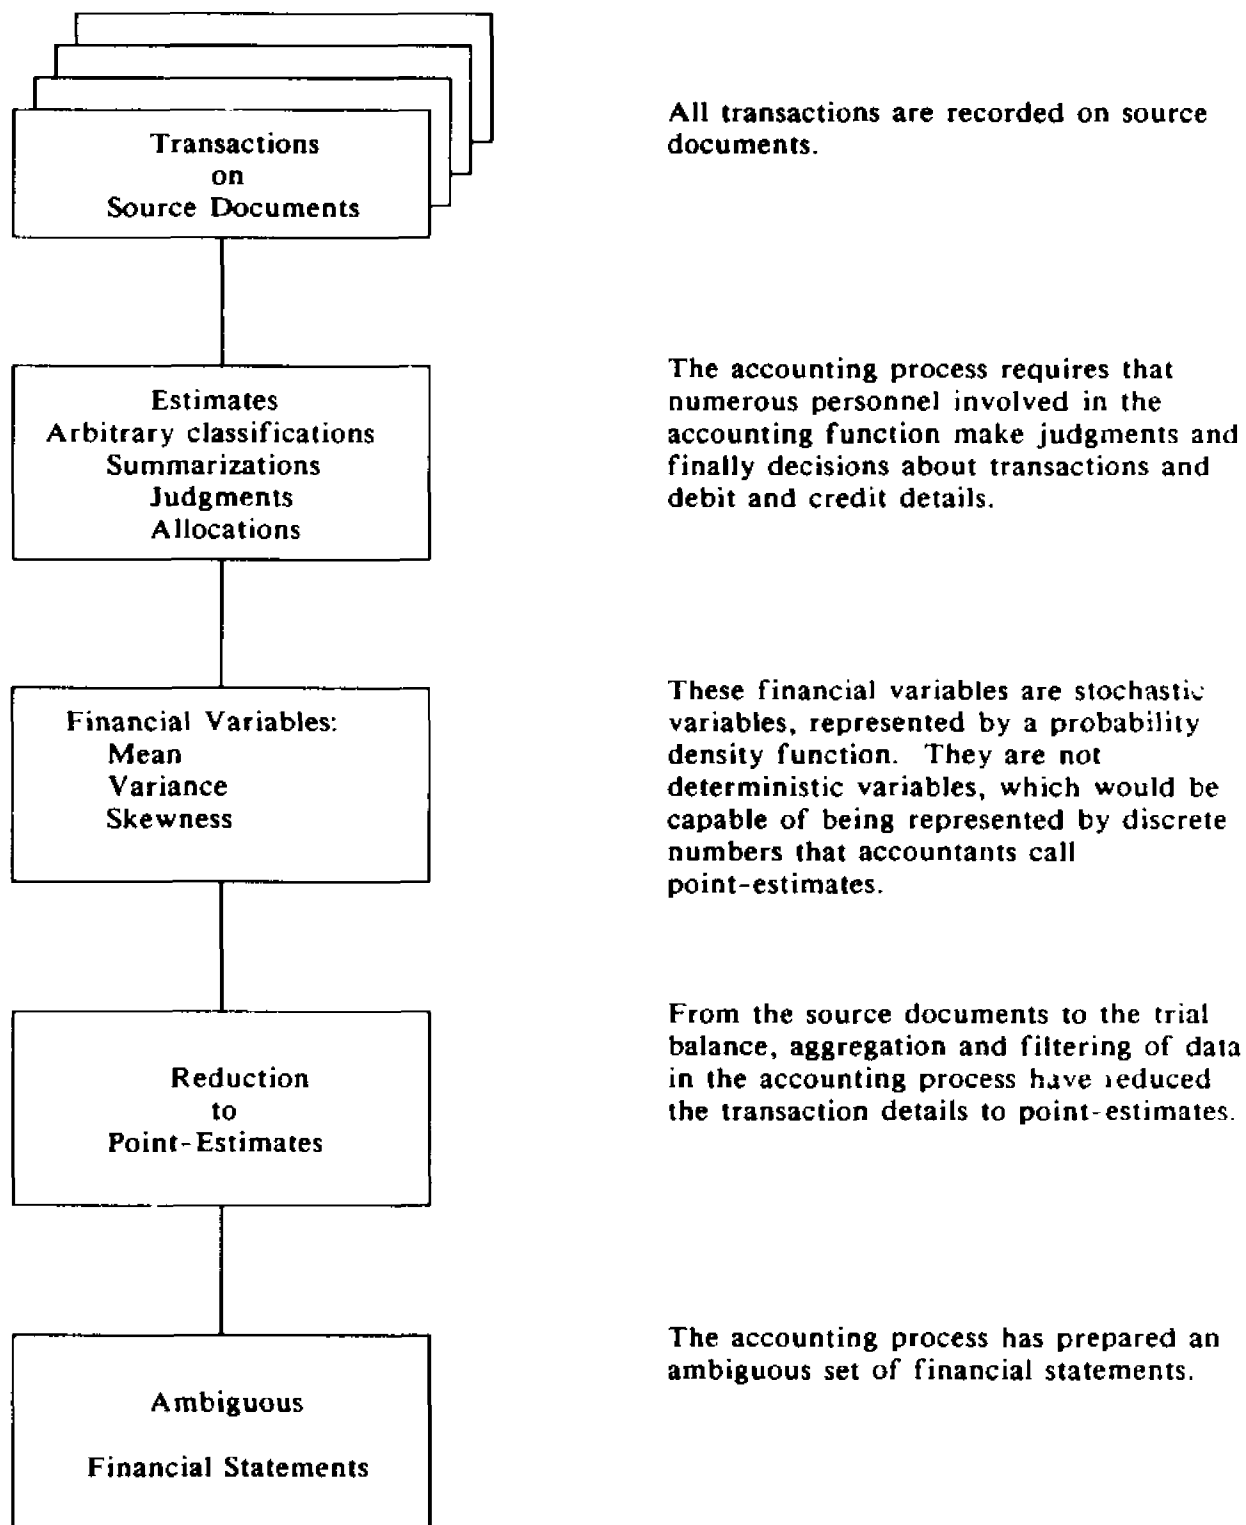 Transactions
on
Source Documents
All transactions are recorded on source
documents.
Estimates
Arbitrary classifications
Summarizations
Judgments
Allocations
The accounting process requires that
numerous personnel involved in the
accounting function make judgments and
finally decisions about transactions and
debit and credit details.
Financial Variables:
Mean
Variance
Skewness
These financial variables are stochastic
variables, represented by a probability
density function. They are not
deterministic variables, which would be
capable of being represented by discrete
numbers that accountants call
point-estimates.
Reduction
to
Point-Estimates
From the source documents to the trial
balance, aggregation and filtering of data
in the accounting process have reduced
the transaction details to point-estimates.
Ambiguous
Financial Statements
The accounting process has prepared an
ambiguous set of financial statements.